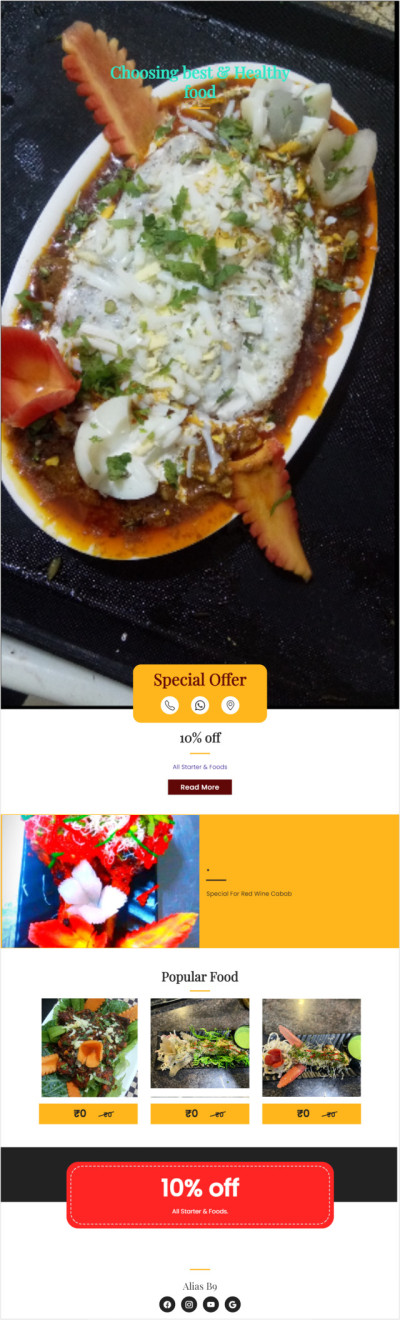 Choosing best & Healthy
food
Special Offer
10% off
All Starter & Foods
Read More
.
Special For Red Wine Cabab
Popular Food
₹0 ₹0
₹0 ₹0
₹0 ₹0
10% off
All Starter & Foods.
Alias B9